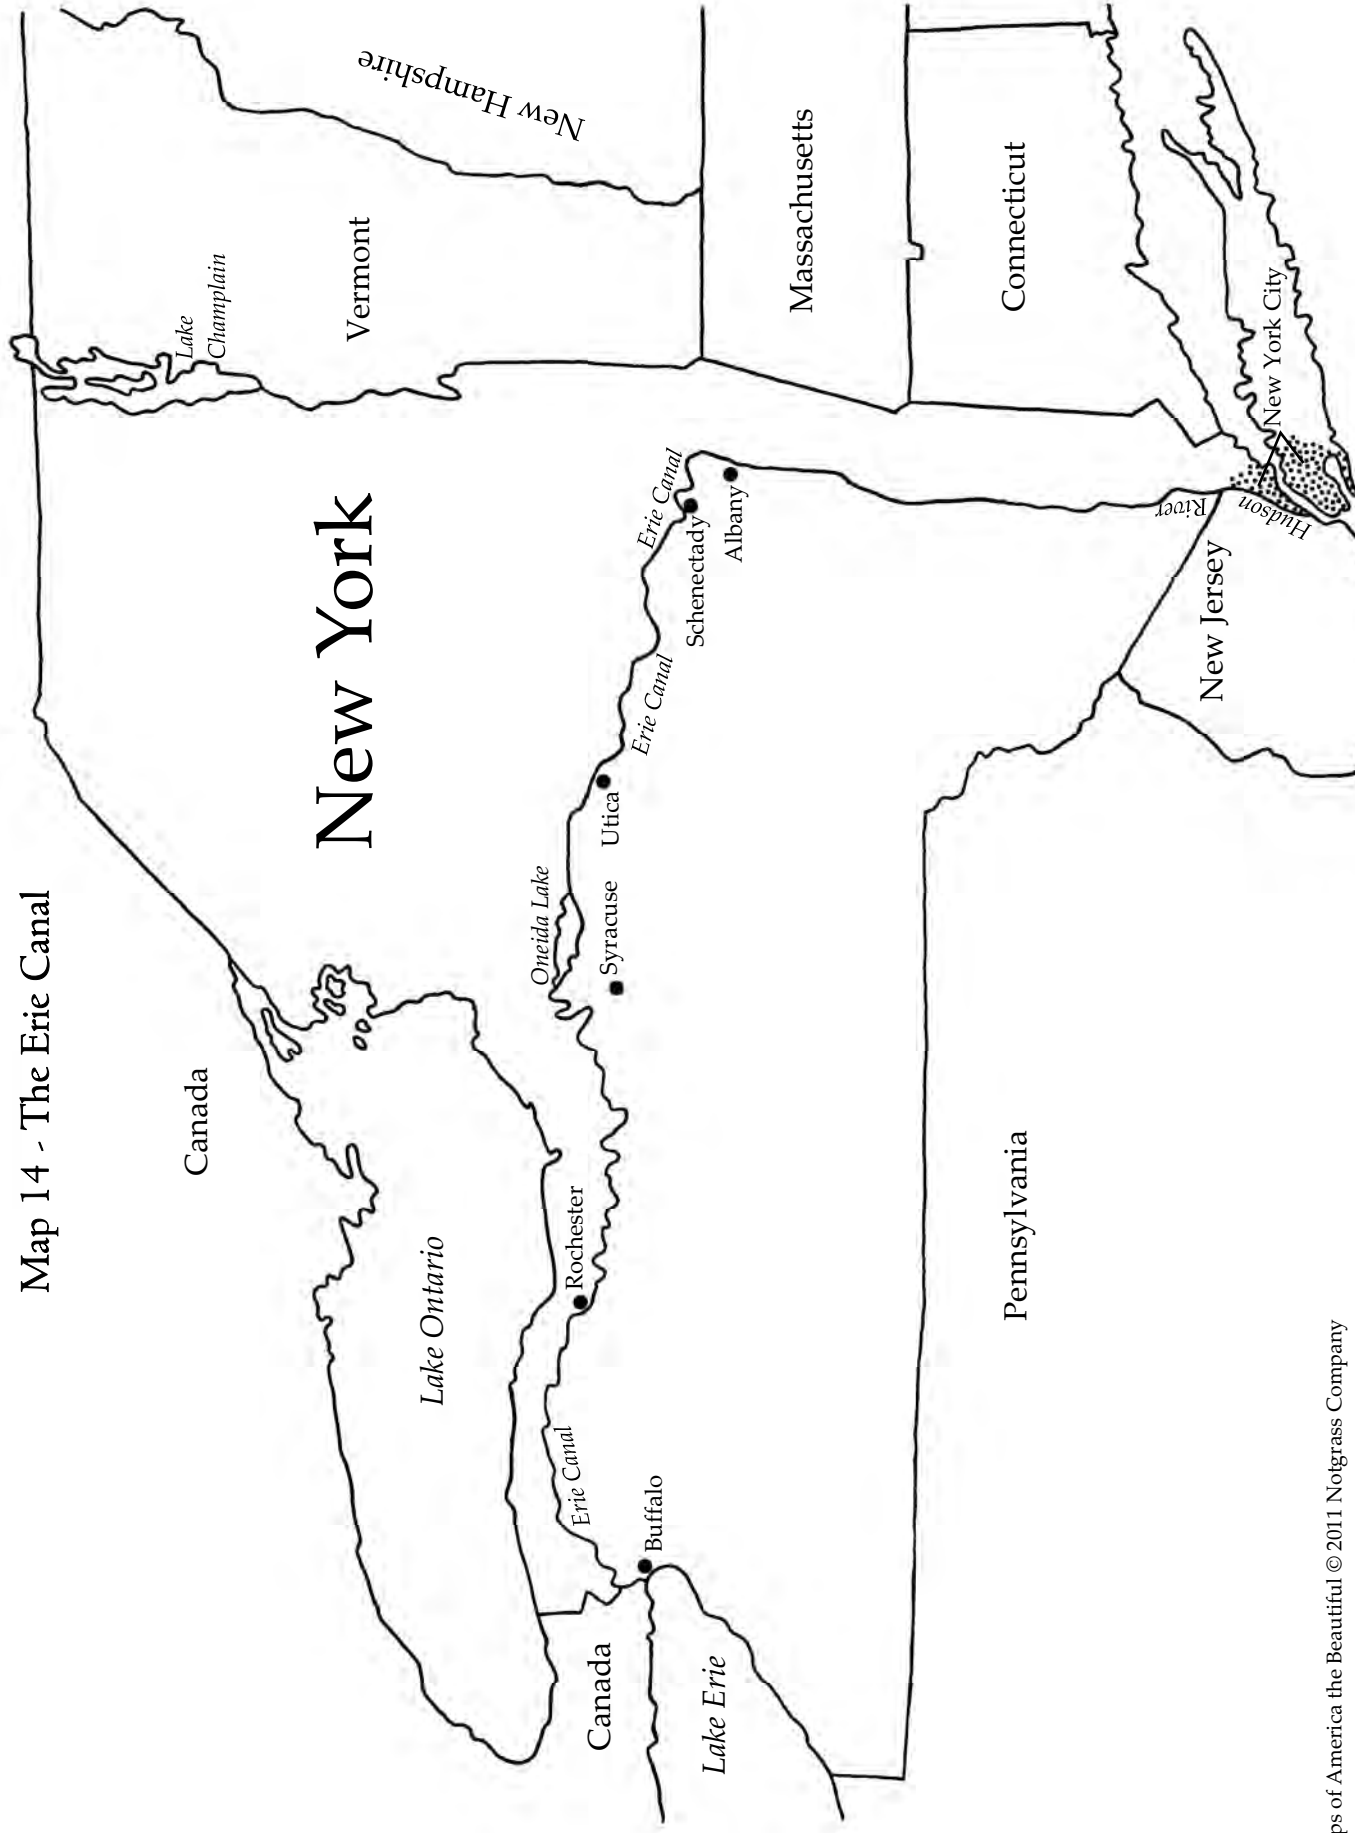 Map 14 - The Erie Canal
Canada
New York
Lake
Champlain
Vermont
New Hampshire
Lake Ontario
Oneida Lake
Erie Canal
Rochester
Syracuse
Utica
Erie Canal
Erie Canal
Schenectady
Albany
Massachusetts
Canada
Buffalo
Lake Erie
Pennsylvania
Connecticut
New Jersey
Hudson
River
New York City
of America the Beautiful © 2011 Notgrass Company